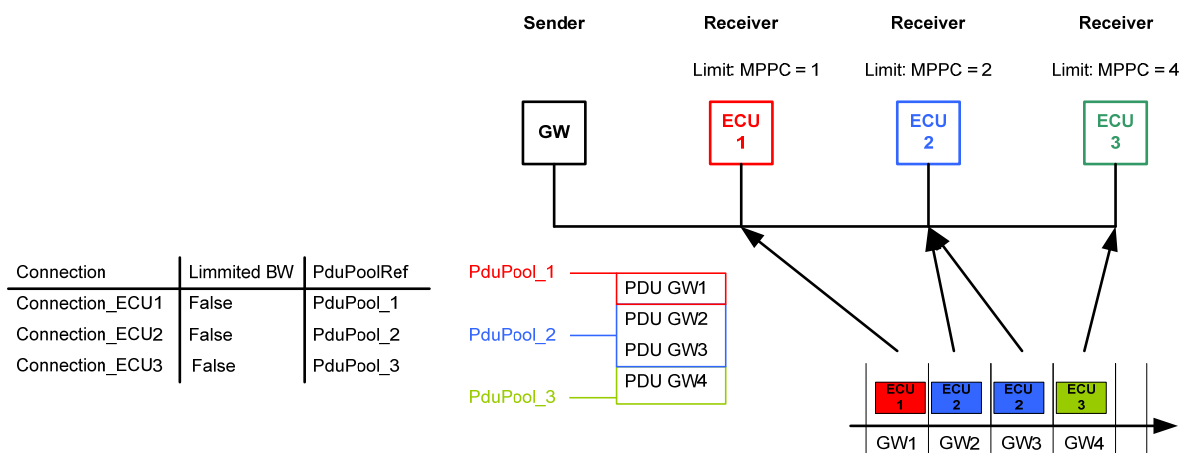 Sender Receiver Receiver Receiver
Limit: MPPC = 1 Limit: MPPC = 2 Limit: MPPC = 4
GW
ECU
1
ECU
2
ECU
3
Connection Limmited BW PduPoolRef
Connection_ECU1 False PduPool_1
Connection_ECU2 False PduPool_2
Connection_ECU3 False PduPool_3
PduPool_1
PduPool_2
PduPool_3
PDU GW1
PDU GW2
PDU GW3
PDU GW4
ECU
1
ECU
2
ECU
2
ECU
3
GW1 GW2 GW3 GW4